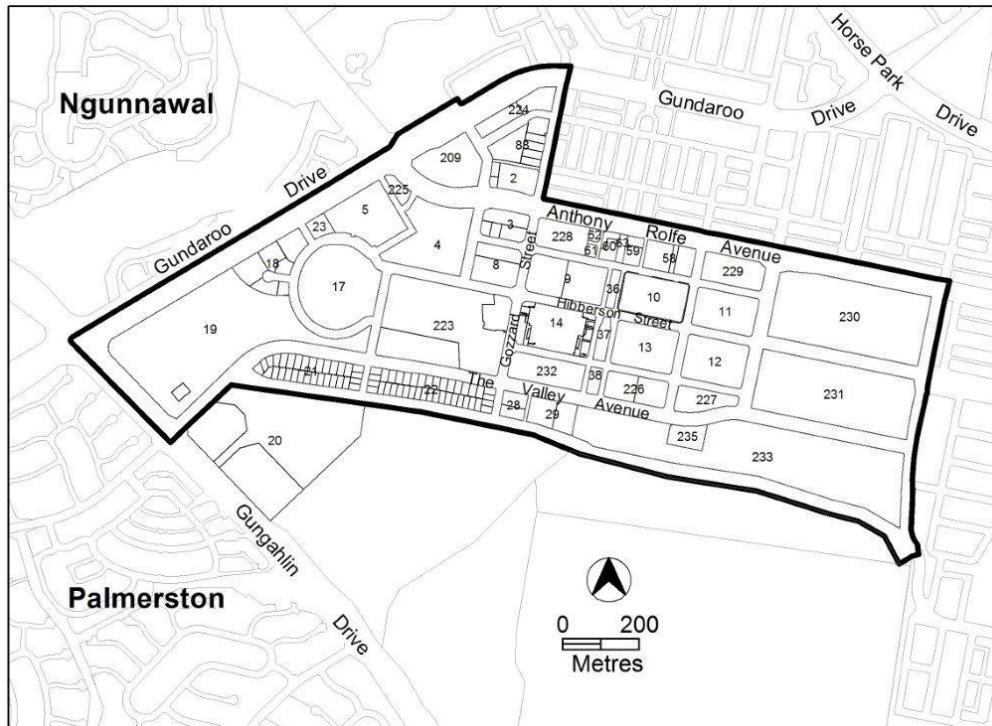 Ngunnawal
Horse Park
Drive
Gundaroo
Drive
224
83
209
2
Gundaroo
Drive
225
5
23
3
4
18
17
8
19
223
Anthony
Rolfe
Avenue
228
62
61
60
63
59
58
229
Street
9
36
10
11
230
Hibberson
Street
14
37
13
12
231
Gozzard
232
38
226
227
The
Valley
Avenue
21
22
28
29
235
233
20
Gungahlin
Drive
Palmerston
0 200
Metres